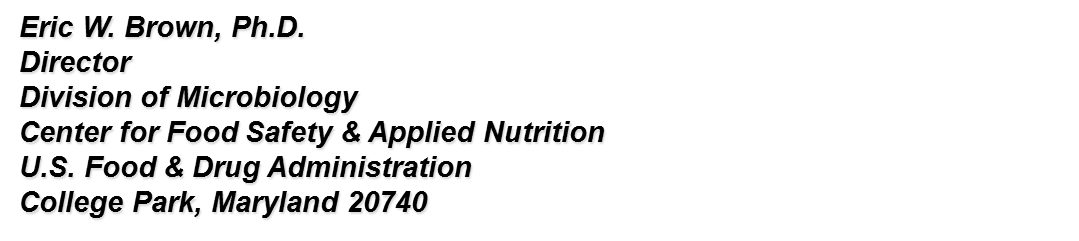 Eric W. Brown, Ph.D.
Director
Division of Microbiology
Center for Food Safety & Applied Nutrition
U.S. Food & Drug Administration
College Park, Maryland 20740